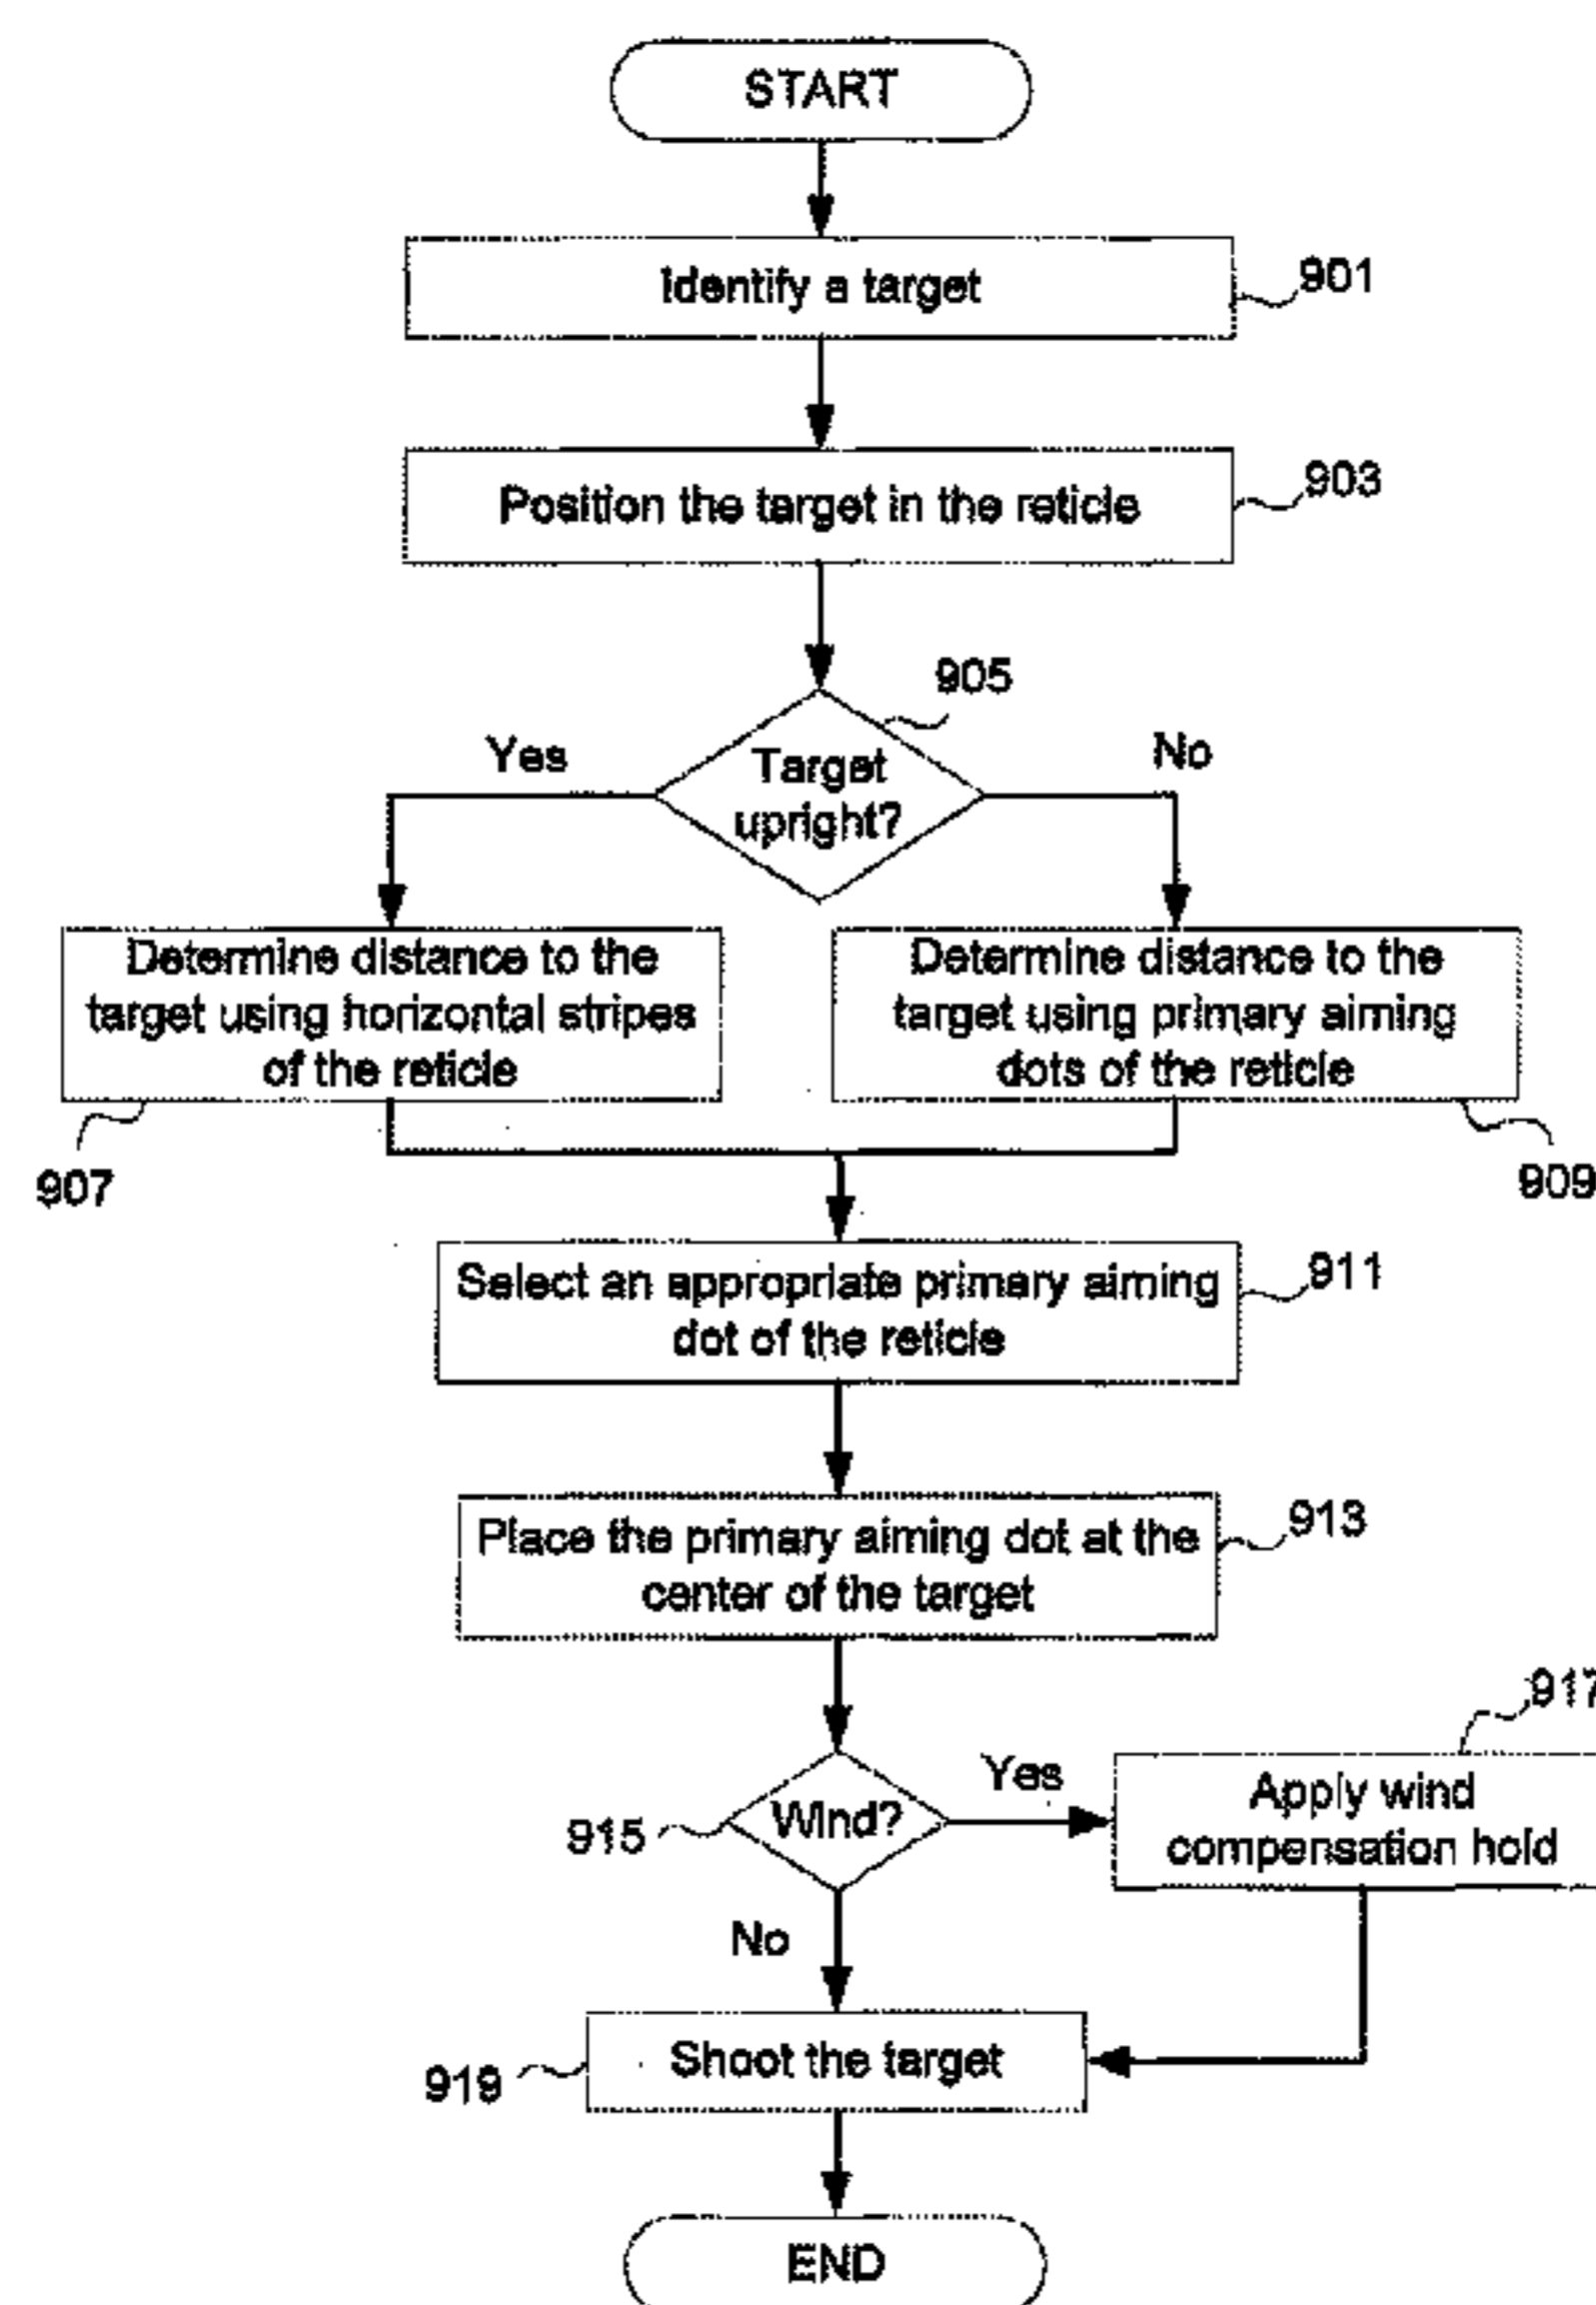 START
Identify a target
901
Position the target in the reticle
903
905
Target
upright?
Yes
No
Determine distance to the
target using horizontal stripes
of the reticle
907
Determine distance to the
target using primary aiming
dots of the reticle
909
Select an appropriate primary aiming
dot of the reticle
911
Place the primary aiming dot at the
center of the target
913
Wind?
915
Yes
No
917
Apply wind
compensation hold
Shoot the target
919
END